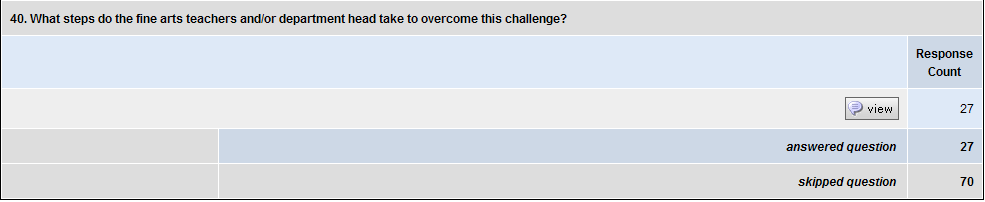 40. What steps do the fine arts teachers and/or department head take to overcome this challenge?
Response
Count
view 27
answered question 27
skipped question 70